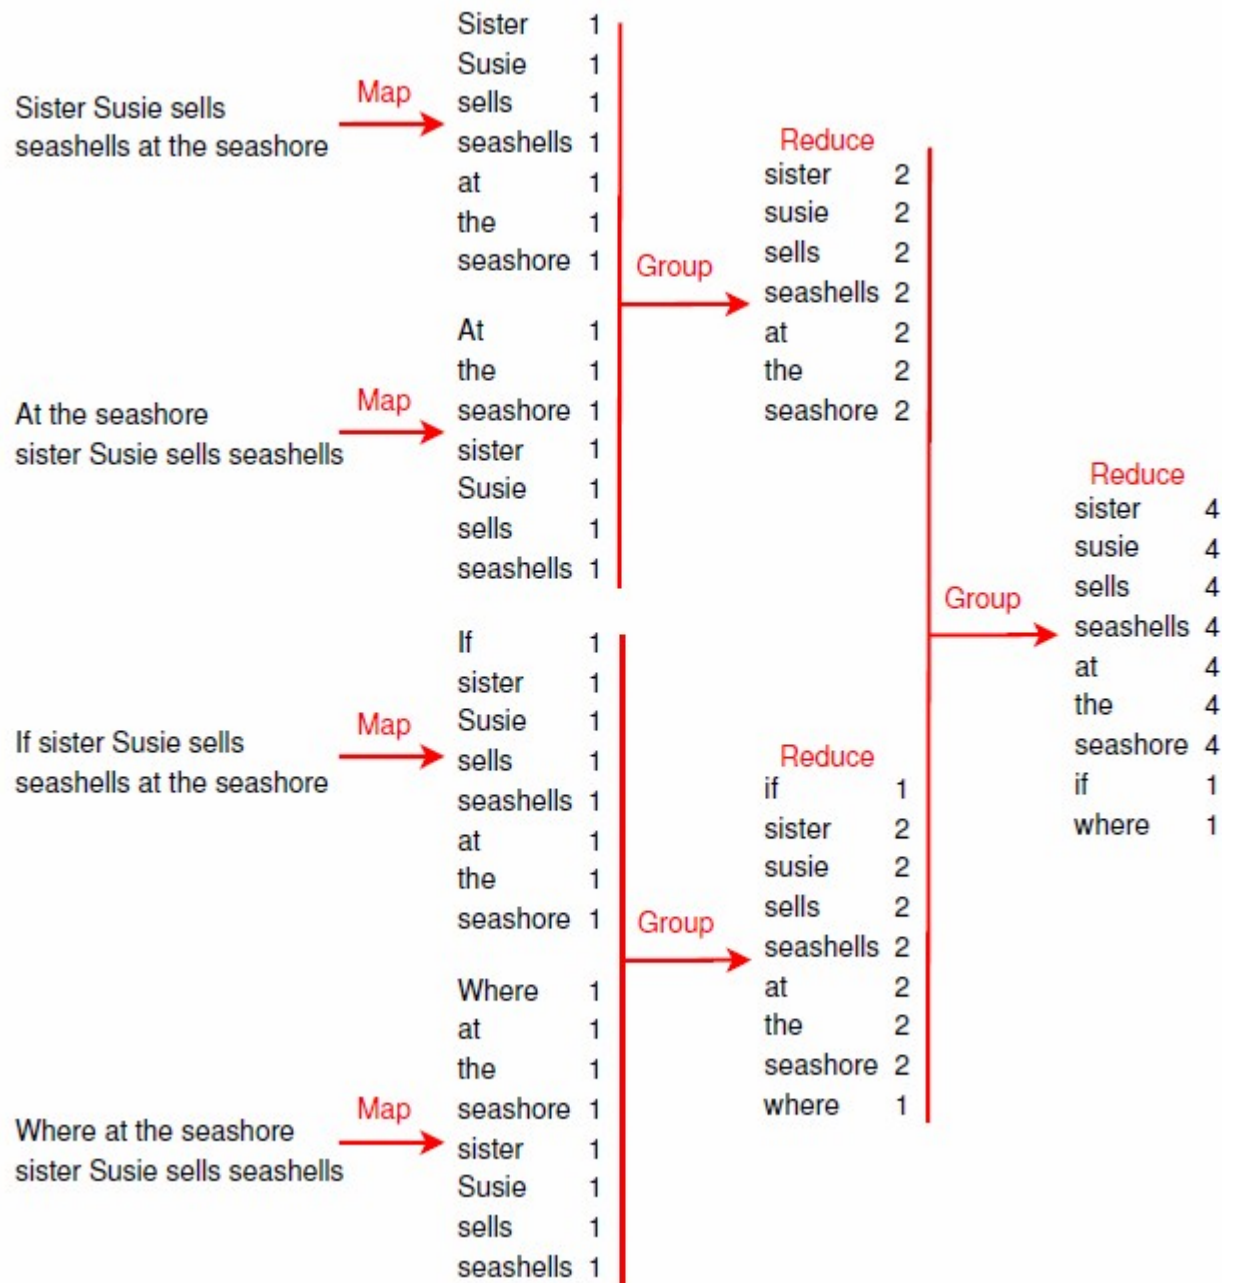 Sister Susie sells
seashells at the seashore
Map
Sister 1
Susie 1
sells 1
seashells 1
at 1
the 1
seashore 1
At the seashore
sister Susie sells seashells
Map
At 1
the 1
seashore 1
sister 1
Susie 1
sells 1
seashells 1
Group
Reduce
sister 2
susie 2
sells 2
seashells 2
at 2
the 2
seashore 2
If sister Susie sells
seashells at the seashore
Map
If 1
sister 1
Susie 1
sells 1
seashells 1
at 1
the 1
seashore 1
Where at the seashore
sister Susie sells seashells
Map
Where 1
at 1
the 1
seashore 1
sister 1
Susie 1
sells 1
seashells 1
Group
Reduce
if 1
sister 2
susie 2
sells 2
seashells 2
at 2
the 2
seashore 2
where 1
Group
Reduce
sister 4
susie 4
sells 4
seashells 4
at 4
the 4
seashore 4
if 1
where 1